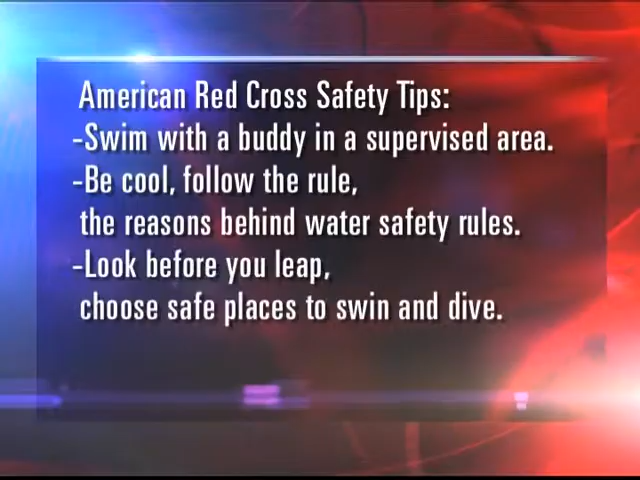 American Red Cross Safety Tips:
-Swim with a buddy in a supervised area.
-Be cool, follow the rule,
the reasons behind water safety rules.
-Look before you leap,
choose safe places to swin and dive.